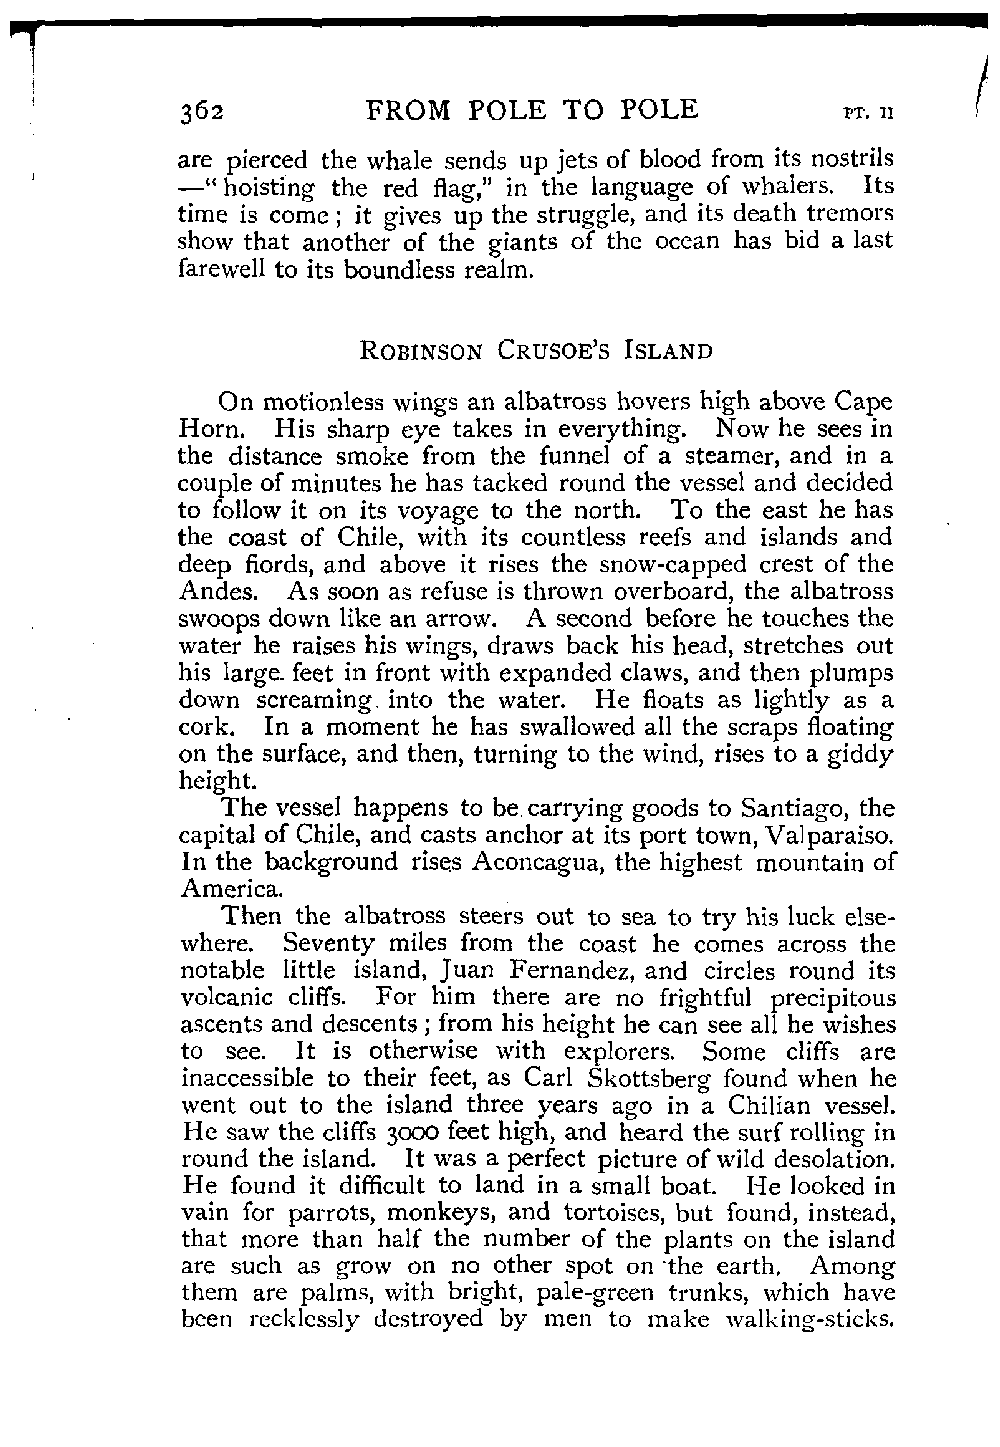 362 FROM POLE TO POLE PT. II
are pierced the whale sends up jets of blood from its nostrils
—“hoisting the red flag,” in the language of whalers. Its
time is come; it gives up the struggle, and its death tremors
show that another of the giants of the ocean has bid a last
farewell to its boundless realm.
ROBINSON CRUSOE'S ISLAND
On motionless wings an albatross hovers high above Cape
Horn. His sharp eye takes in everything. Now he sees in
the distance smoke from the funnel of a steamer, and in a
couple of minutes he has tacked round the vessel and decided
to follow it on its voyage to the north. To the east he has
the coast of Chile, with its countless reefs and islands and
deep fiords, and above it rises the snow-capped crest of the
Andes. As soon as refuse is thrown overboard, the albatross
swoops down like an arrow. A second before he touches the
water he raises his wings, draws back his head, stretches out
his large feet in front with expanded claws, and then plumps
down screaming into the water. He floats as lightly as a
cork. In a moment he has swallowed all the scraps floating
on the surface, and then, turning to the wind, rises to a giddy
height.
The vessel happens to be carrying goods to Santiago, the
capital of Chile, and casts anchor at its port town, Valparaiso.
In the background rises Aconcagua, the highest mountain of
America.
Then the albatross steers out to sea to try his luck else-
where. Seventy miles from the coast he comes across the
notable little island, Juan Fernandez, and circles round its
volcanic cliffs. For him there are no frightful precipitous
ascents and descents; from his height he can see all he wishes
to see. It is otherwise with explorers. Some cliffs are
inaccessible to their feet, as Carl Skottsberg found when he
went out to the island three years ago in a Chilian vessel.
He saw the cliffs 3000 feet high, and heard the surf rolling in
round the island. It was a perfect picture of wild desolation.
He found it difficult to land in a small boat. He looked in
vain for parrots, monkeys, and tortoises, but found, instead,
that more than half the number of the plants on the island
are such as grow on no other spot on the earth. Among
them are palms, with bright, pale-green trunks, which have
been recklessly destroyed by men to make walking-sticks.